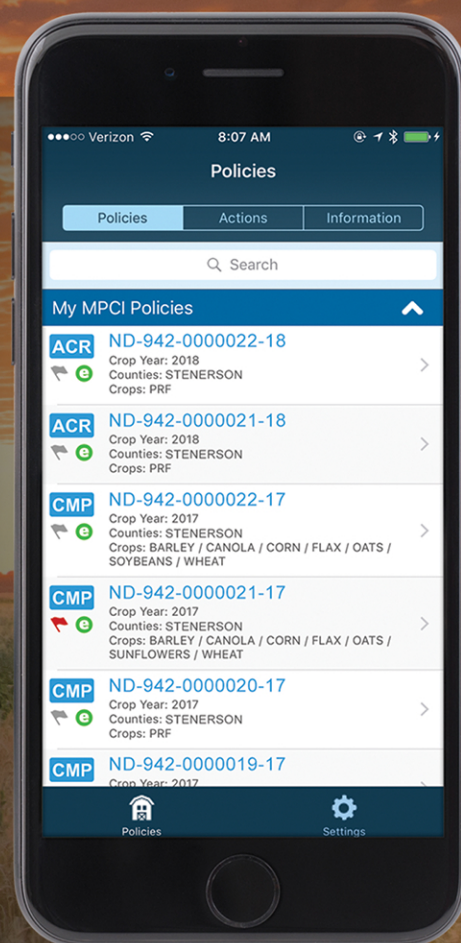 ●●●○○ Verizon 8:07 AM
Policies
Policies Actions Information
Search
My MPCI Policies
ACR ND-942-0000022-18
Crop Year: 2018
e Counties: STENERSON
Crops: PRF
ACR ND-942-0000021-18
Crop Year: 2018
e Counties: STENERSON
Crops: PRF
CMP ND-942-0000022-17
Crop Year: 2017
e Counties: STENERSON
Crops: BARLEY / CANOLA / CORN / FLAX / OATS /
SOYBEANS / WHEAT
CMP ND-942-0000021-17
Crop Year: 2017
e Counties: STENERSON
Crops: BARLEY / CANOLA / CORN / FLAX / OATS /
SUNFLOWERS / WHEAT
CMP ND-942-0000020-17
Crop Year: 2017
e Counties: STENERSON
Crops: PRF
CMP ND-942-0000019-17
Crop Year: 2017
Policies Settings